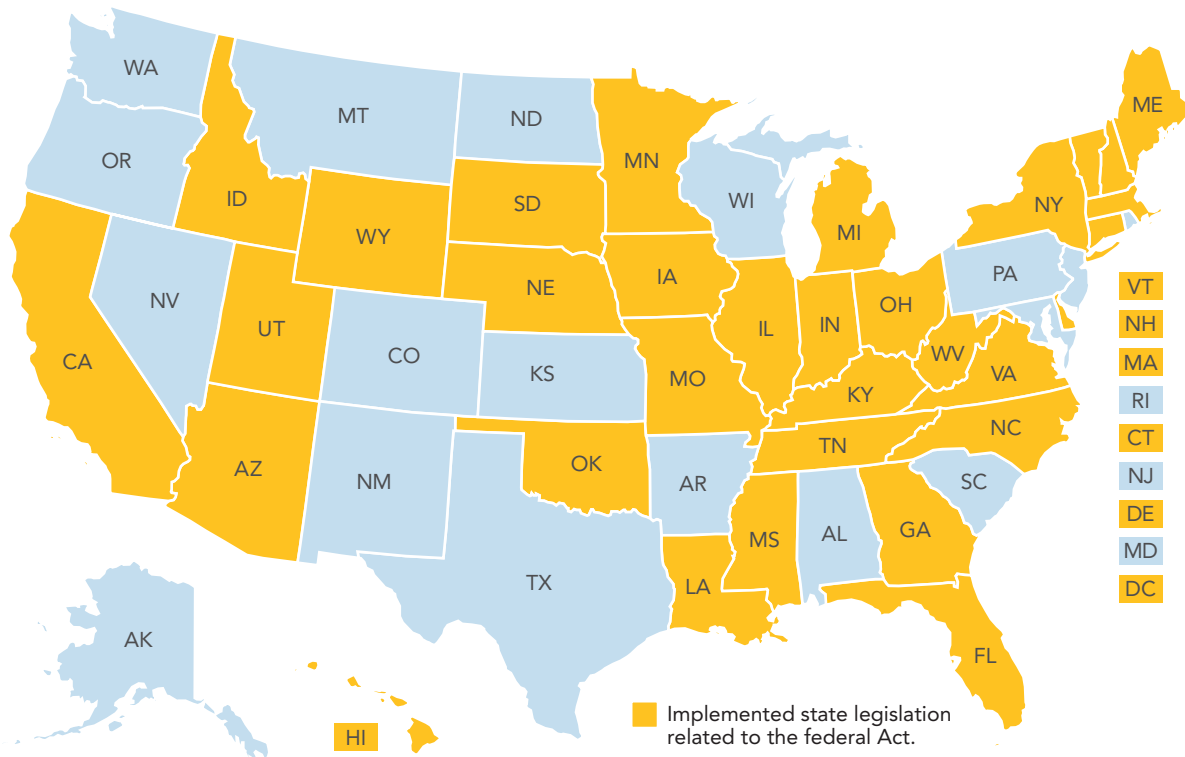 WA
MT
ND
MN
ME
OR
ID
SD
WI
NY
WY
MI
NV
NE
IA
PA
UT
IL
IN
OH
VT
CA
CO
KS
MO
WV
VA
NH
KY
MA
AZ
NM
OK
TN
NC
RI
AR
SC
CT
MS
AL
GA
NJ
TX
LA
DE
AK
FL
MD
HI
DC
Implemented state legislation
related to the federal Act.